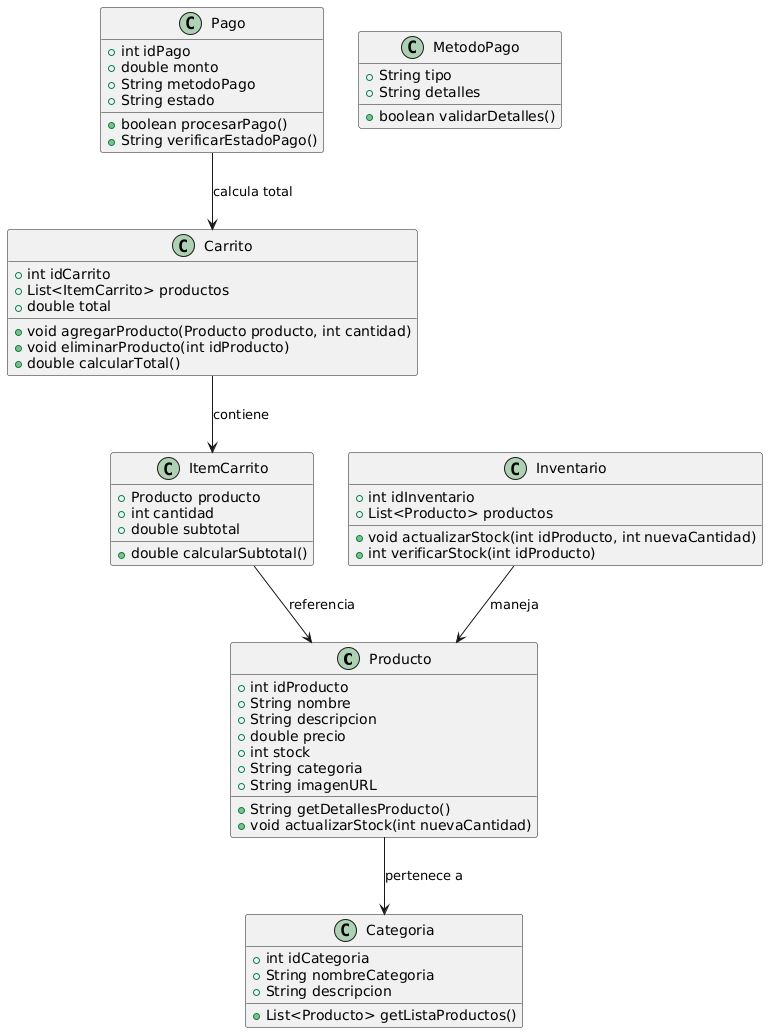 C Pago
int idPago
double monto
String metodoPago
String estado
boolean procesarPago()
String verificarEstadoPago()
C MetodoPago
String tipo
String detalles
boolean validarDetalles()
calcula total
C Carrito
int idCarrito
List<ItemCarrito> productos
double total
void agregarProducto(Producto producto, int cantidad)
void eliminarProducto(int idProducto)
double calcularTotal()
contiene
C ItemCarrito
Producto producto
int cantidad
double subtotal
double calcularSubtotal()
C Inventario
int idInventario
List<Producto> productos
void actualizarStock(int idProducto, int nuevaCantidad)
int verificarStock(int idProducto)
referencia
maneja
C Producto
int idProducto
String nombre
String descripcion
double precio
int stock
String categoria
String imagenURL
String getDetallesProducto()
void actualizarStock(int nuevaCantidad)
pertenece a
C Categoria
int idCategoria
String nombreCategoria
String descripcion
List<Producto> getListaProductos()